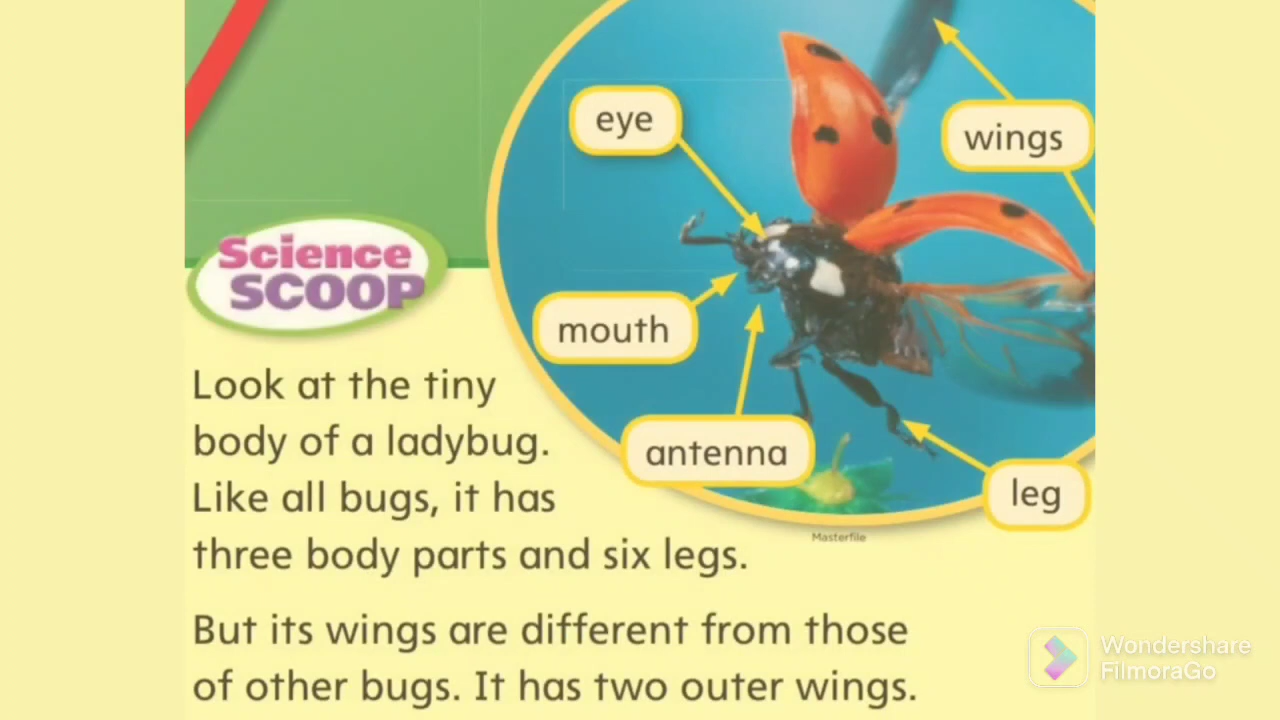 eye
wings
Science
SCOOP
mouth
Look at the tiny
body of a ladybug.
antenna
Like all bugs, it has
leg
Masterfile
three body parts and six legs.
But its wings are different from those
of other bugs. It has two outer wings.
Wondershare
FilmoraGo